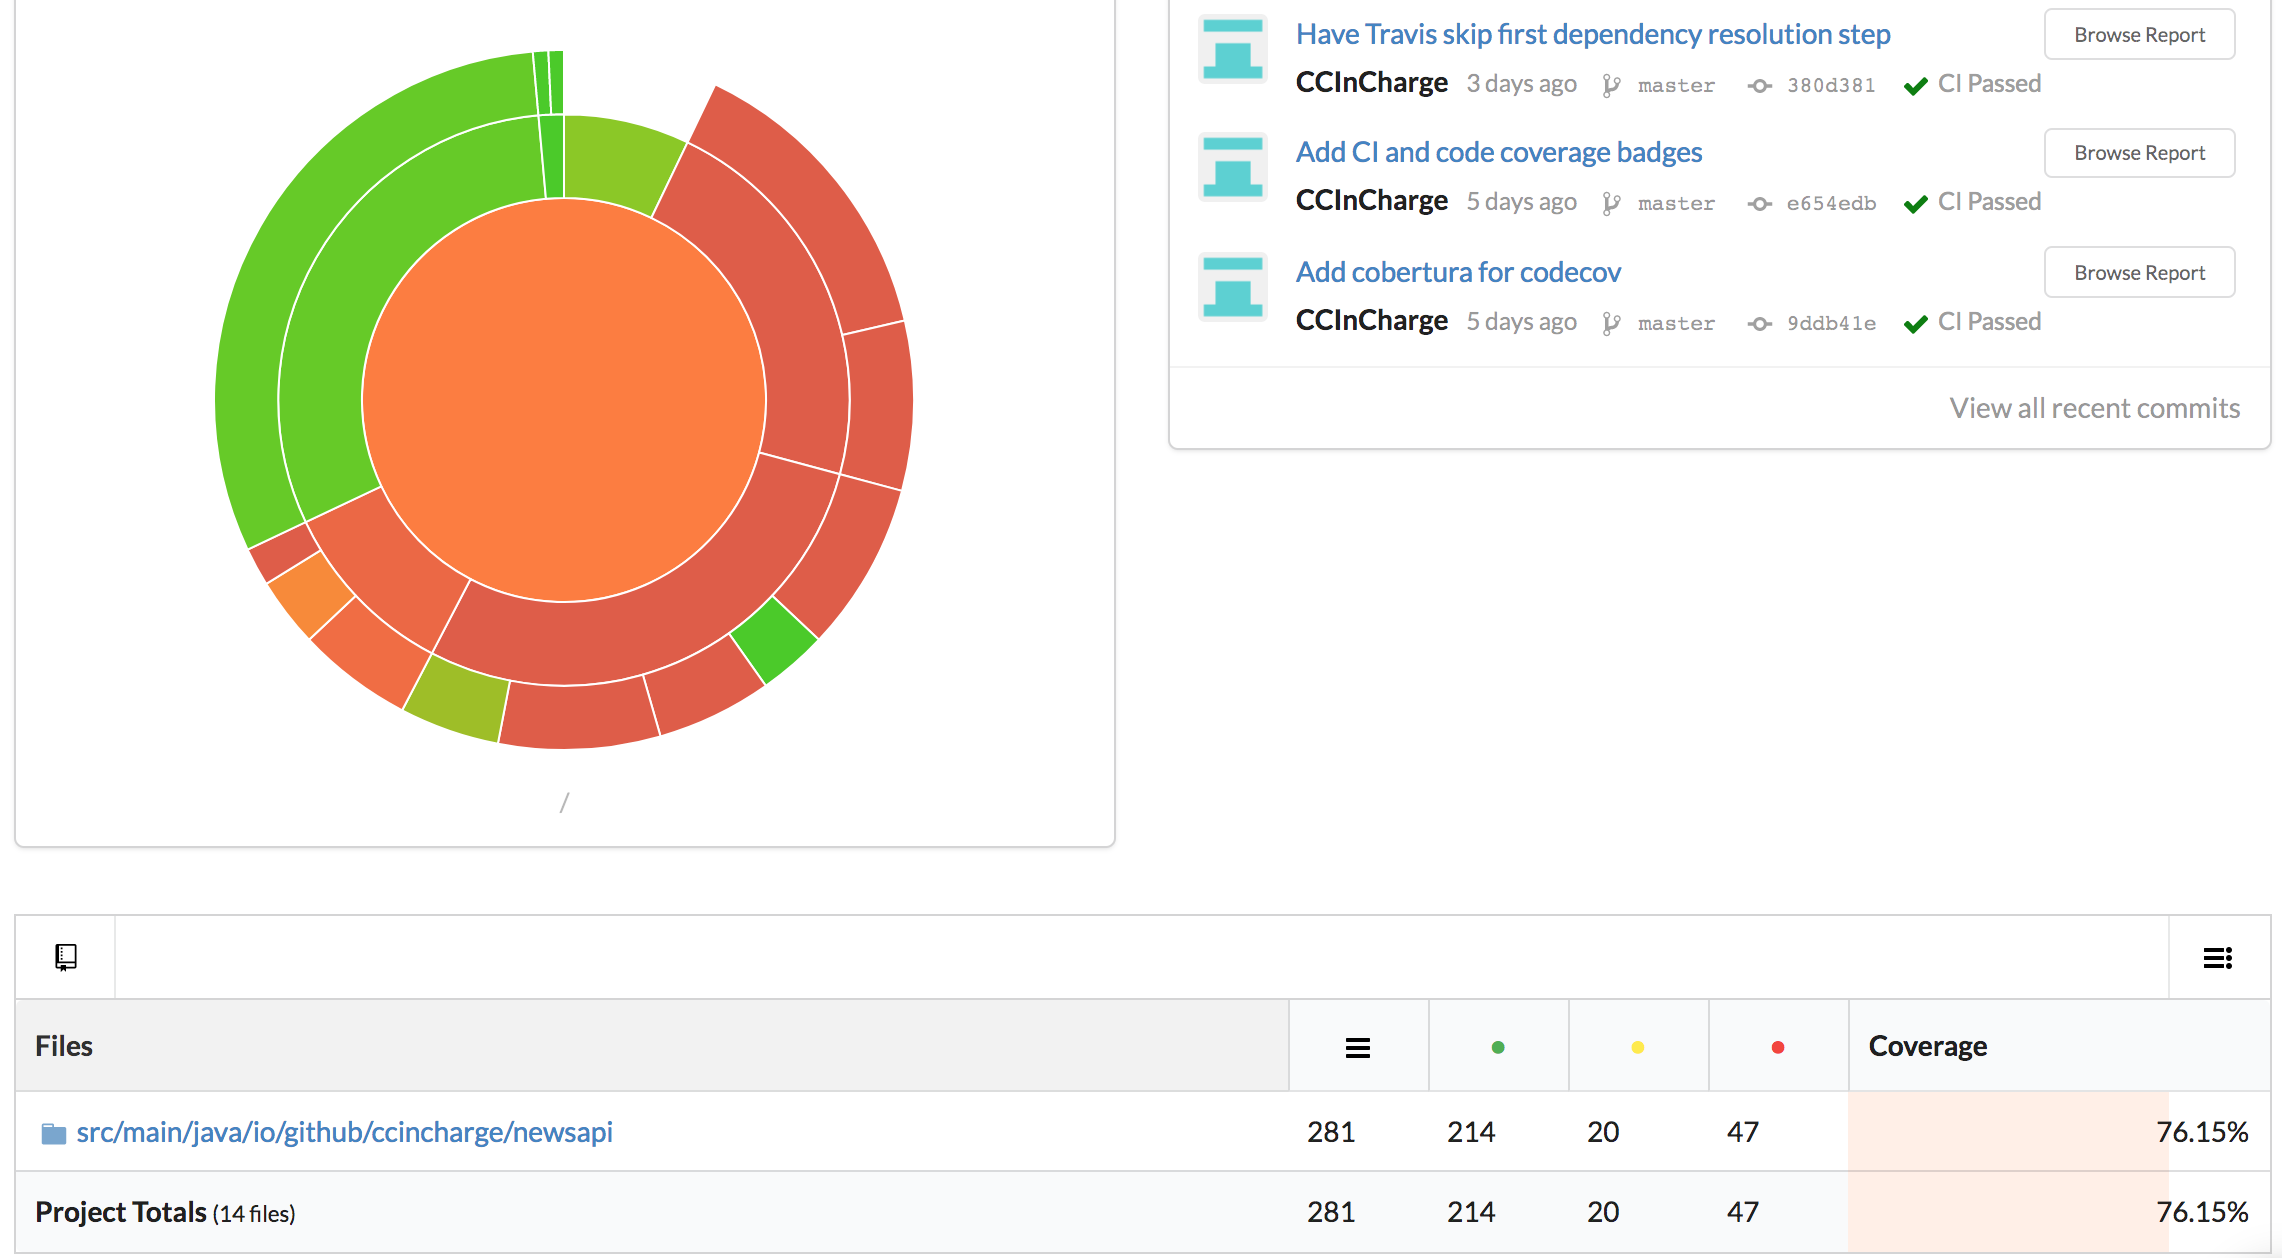 /
Have Travis skip first dependency resolution step
Browse Report
CCInCharge 3 days ago master 380d381 CI Passed
Add CI and code coverage badges
Browse Report
CCInCharge 5 days ago master e654edb CI Passed
Add cobertura for codecov
Browse Report
CCInCharge 5 days ago master 9ddb41e CI Passed
View all recent commits
Files Coverage
src/main/java/io/github/ccincharge/newsapi 281 214 20 47 76.15%
Project Totals (14 files) 281 214 20 47 76.15%